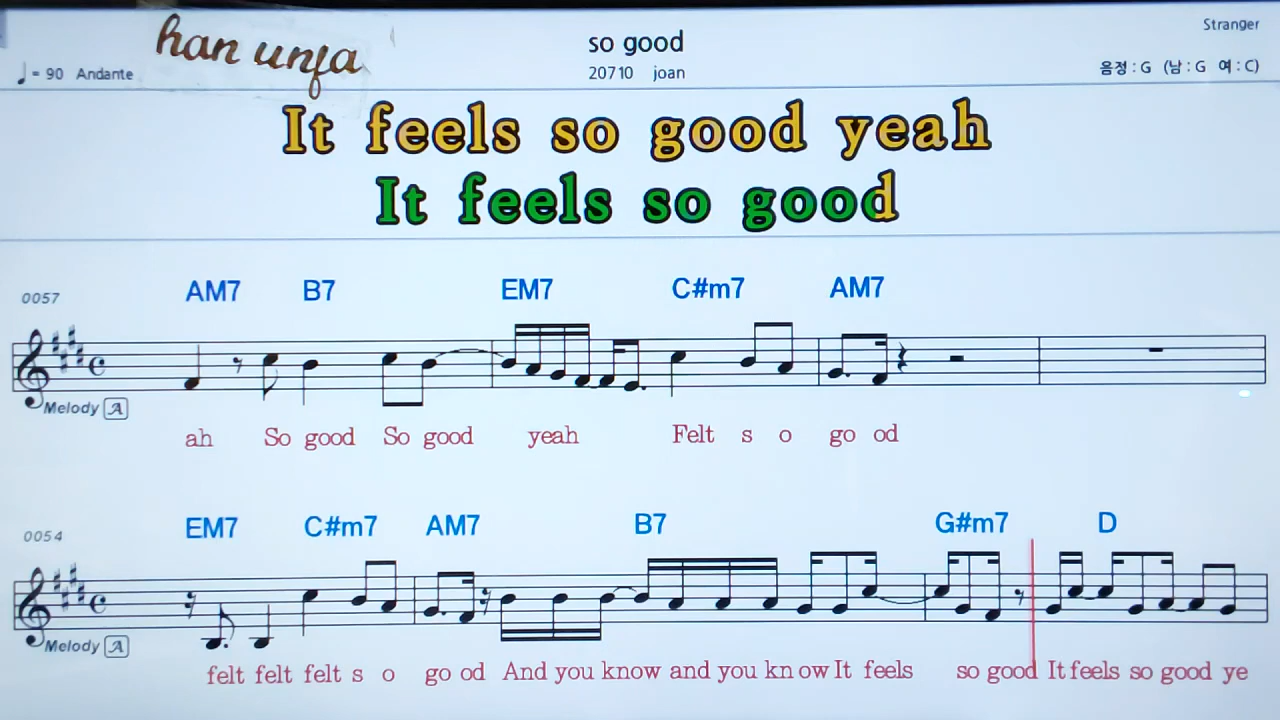 han unfa
so good
Stranger
♩= 90 Andante
20710 joan
음정 : G (남 : G 여 : C)
It feels so good yeah
It feels so good
0057
AM7 B7 EM7 C#m7 AM7
Melody A
ah So good So good yeah Felt s o go od
0054
EM7 C#m7 AM7 B7 G#m7 D
Melody A
felt felt felt s o go od And you know and you kn ow It feels so good It feels so good ye